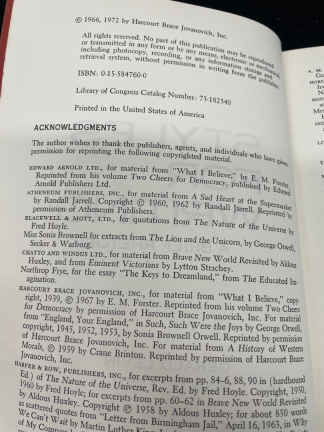 © 1966, 1972 by Harcourt Brace Jovanovich, Inc.
All rights reserved. No part of this publication may be reproduced
or transmitted in any form or by any means, electronic or mechanical,
including photocopy, recording, or any information storage and
retrieval system, without permission in writing from the publisher.
ISBN: 0-15-584760-0
Library of Congress Catalog Number: 75-182340
Printed in the United States of America
ACKNOWLEDGMENTS
The author wishes to thank the publishers, agents, and individuals who have given
permission for reprinting the following copyrighted material.
EDWARD ARNOLD LTD., for material from "What I Believe," by E. M. Forster.
Reprinted from his volume Two Cheers for Democracy, published by Edward
Arnold Publishers Ltd.
ATHENEUM PUBLISHERS, INC., for material from A Sad Heart at the Supermarket
by Randall Jarrell. Copyright © 1960, 1962 by Randall Jarrell. Reprinted by
permission of Atheneum Publishers.
BLACKWELL & MOTT, LTD., for quotations from The Nature of the Universe by
Fred Hoyle.
Miss Sonia Brownell for extracts from The Lion and the Unicorn, by George Orwell,
Secker & Warburg.
CHATTO AND WINDUS LTD., for material from Brave New World Revisited by Aldous
Huxley, and from Eminent Victorians by Lytton Strachey.
Northrop Frye, for the essay "The Keys to Dreamland," from The Educated Im-
agination.
HARCOURT BRACE JOVANOVICH, INC., for material from "What I Believe," copy-
right, 1939, © 1967 by E. M. Forster. Reprinted from his volume Two Cheers
for Democracy by permission of Harcourt Brace Jovanovich, Inc. For material
from "England, Your England," in Such, Such Were the Joys by George Orwell,
copyright, 1945, 1952, 1953, by Sonia Brownell Orwell. Reprinted by permission
of Harcourt Brace Jovanovich, Inc. For material from A History of Western
Morals, © 1959 by Crane Brinton. Reprinted by permission of Harcourt Brace
Jovanovich, Inc.
HARPER & ROW, PUBLISHERS, INC., for excerpts from pp. 84-6, 88, 90 in (hardbound
Ed.) of The Nature of the Universe, Rev. Ed. by Fred Hoyle. Copyright, 1950,
1960 by Fred Hoyle; for excerpts from pp. 60-62 in Brave New World Revisited
by Aldous Huxley. Copyright © 1958 by Aldous Huxley; for about 850 words
in scattered quotes from "Letter from Birmingham Jail," April 16, 1963, in Why
We Can't Wait by Martin Luther King